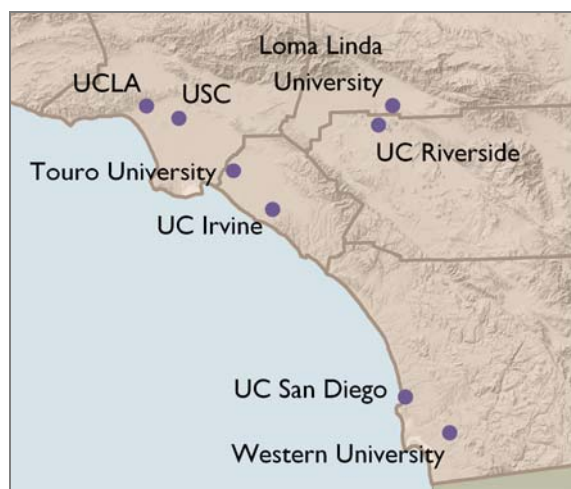 Loma Linda
University
UCLA
USC
UC Riverside
Touro University
UC Irvine
UC San Diego
Western University